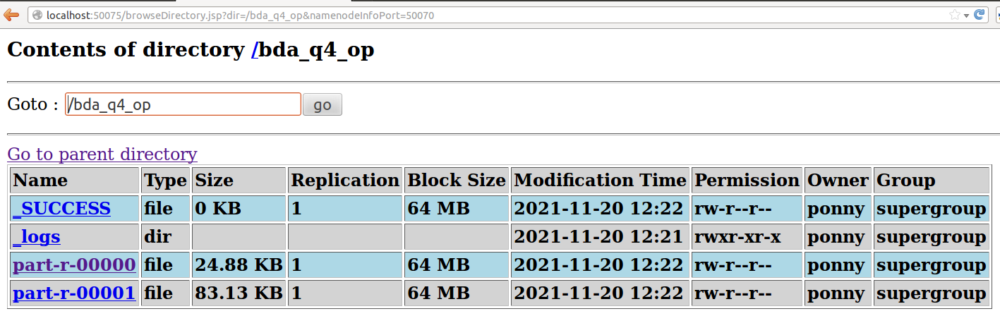 localhost:50075/browseDirectory.jsp?dir=/bda_q4_op&namenodeInfoPort=50070
Contents of directory /bda_q4_op
Goto : /bda_q4_op go
Go to parent directory
Name Type Size Replication Block Size Modification Time Permission Owner Group
_SUCCESS file 0 KB 1 64 MB 2021-11-20 12:22 rw-r--r-- ponny supergroup
_logs dir 2021-11-20 12:21 rwxr-xr-x ponny supergroup
part-r-00000 file 24.88 KB 1 64 MB 2021-11-20 12:22 rw-r--r-- ponny supergroup
part-r-00001 file 83.13 KB 1 64 MB 2021-11-20 12:22 rw-r--r-- ponny supergroup